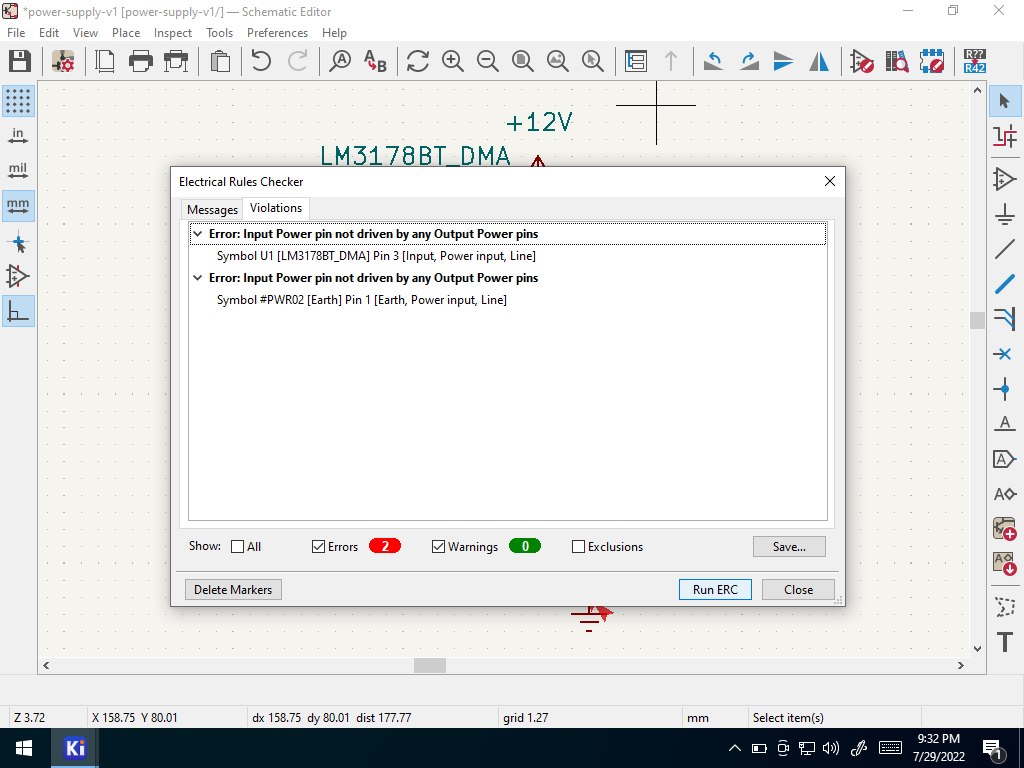 *power-supply-v1 [power-supply-v1/] — Schematic Editor
File Edit View Place Inspect Tools Preferences Help
A
A B
R??
R42
in
mil
mm
+12V
LM3178BT_DMA
Electrical Rules Checker
Messages Violations
Error: Input Power pin not driven by any Output Power pins
Symbol U1 [LM3178BT_DMA] Pin 3 [Input, Power input, Line]
Error: Input Power pin not driven by any Output Power pins
Symbol #PWR02 [Earth] Pin 1 [Earth, Power input, Line]
Show: All Errors 2 Warnings 0 Exclusions Save...
Delete Markers Run ERC Close
A
A
A
A
T
Z 3.72 X 158.75 Y 80.01 dx 158.75 dy 80.01 dist 177.77 grid 1.27 mm Select item(s)
Ki
9:32 PM
7/29/2022
1